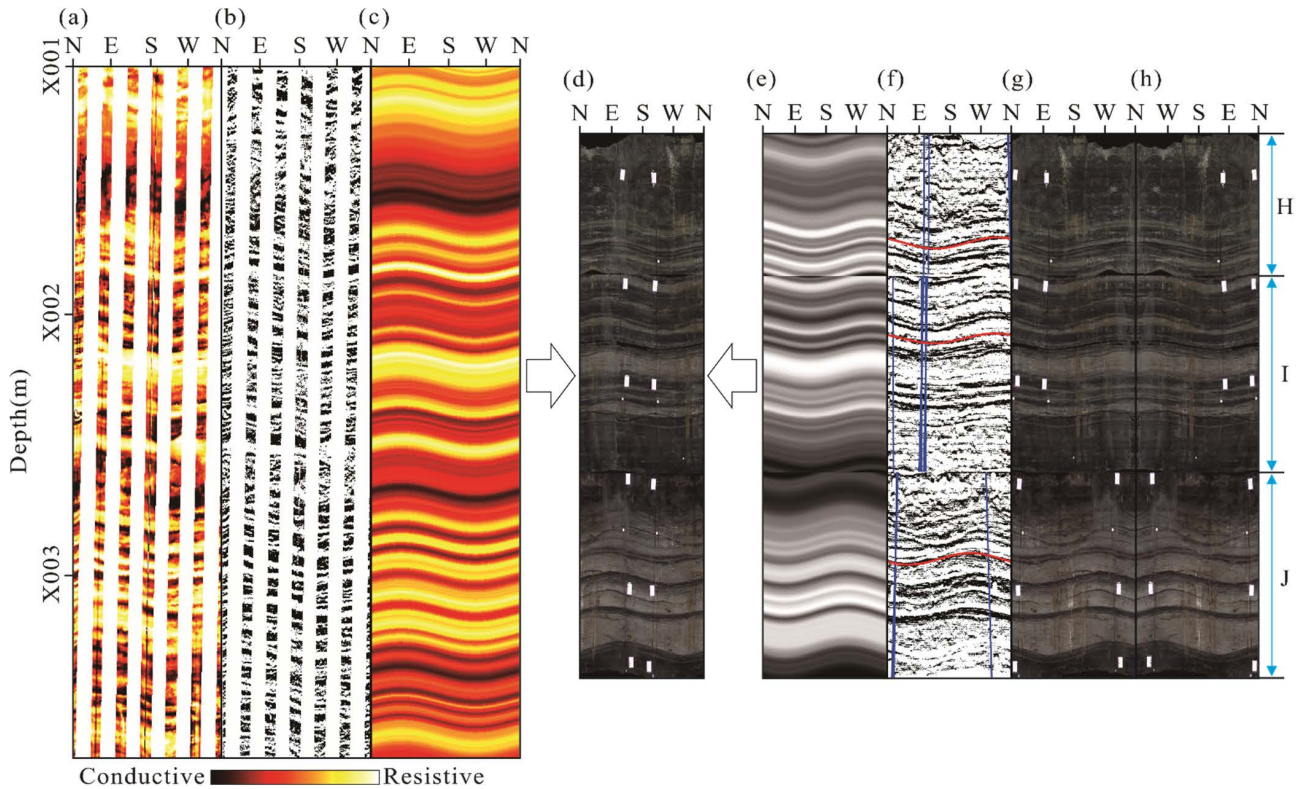 (a) (b) (c)
N E S W N E S W N E S W N
X001
(d) (e) (f) (g) (h)
N E S W N N E S W N E S W N E S W W S E N
H
X002
I
Depth(m)
X003
J
Conductive Resistive